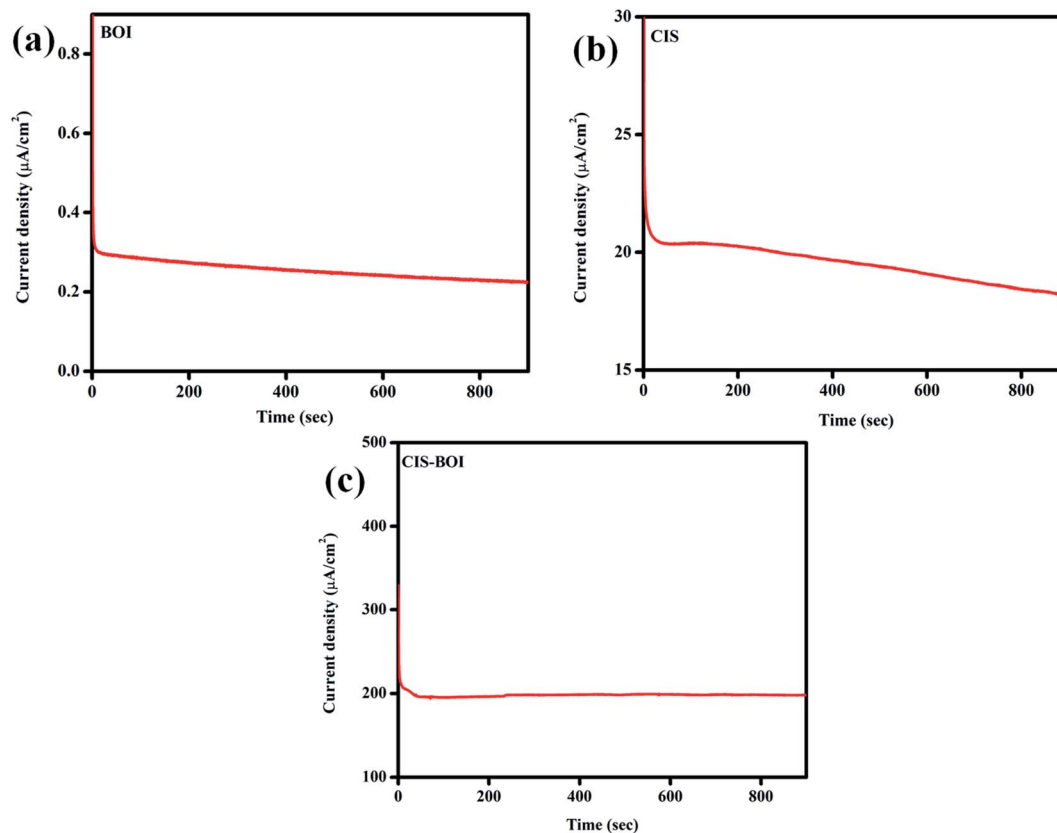 (a)
BOI
Current density (µA/cm²)
0.8
0.6
0.4
0.2
0.0
0 200 400 600 800
Time (sec)
(b)
CIS
Current density (µA/cm²)
30
25
20
15
0 200 400 600 800
Time (sec)
(c)
CIS-BOI
Current density (µA/cm²)
500
400
300
200
100
0 200 400 600 800
Time (sec)